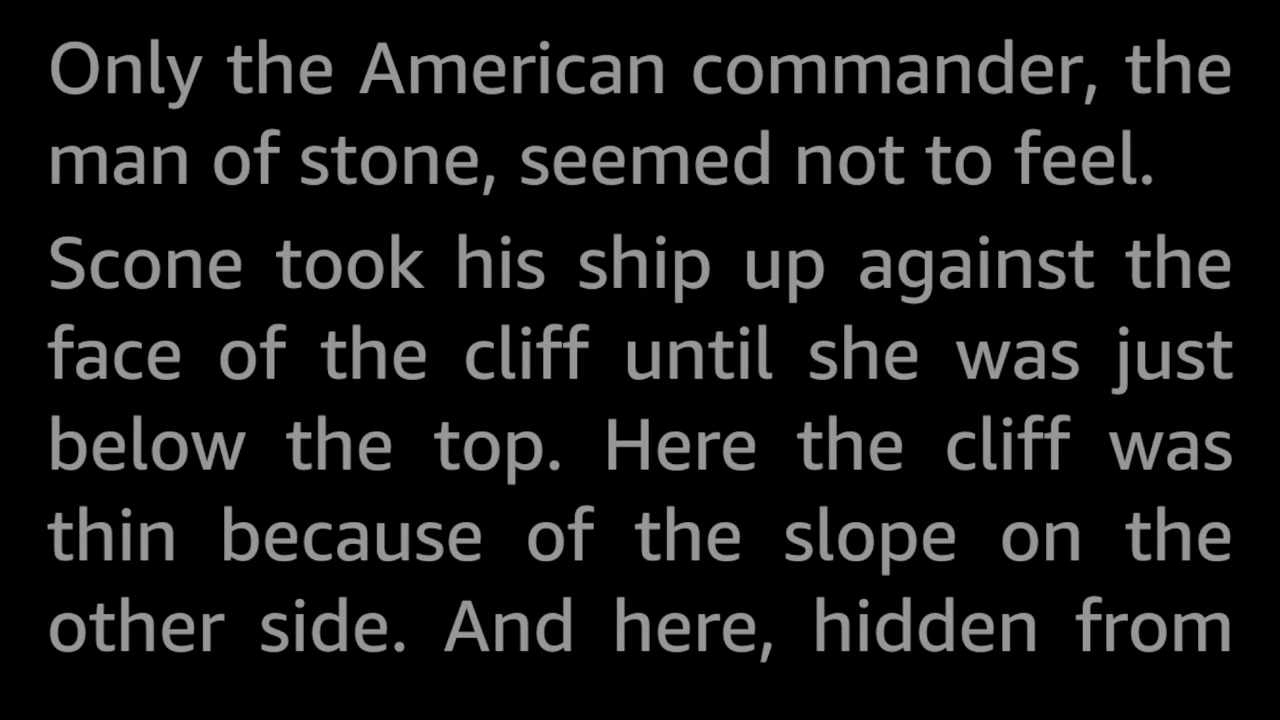 Only the American commander, the
man of stone, seemed not to feel.
Scone took his ship up against the
face of the cliff until she was just
below the top. Here the cliff was
thin because of the slope on the
other side. And here, hidden from